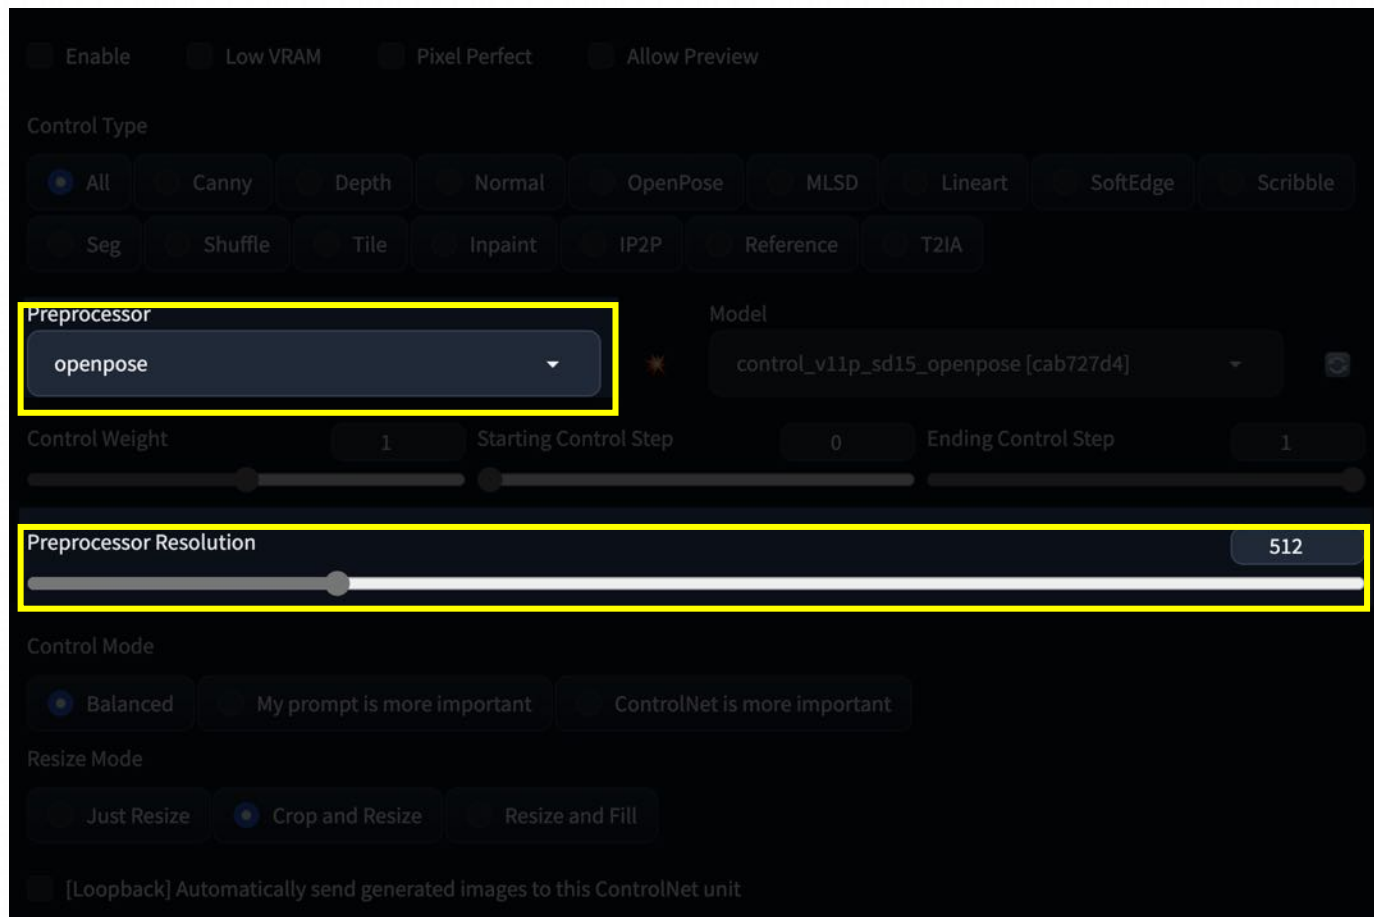 Enable Low VRAM Pixel Perfect Allow Preview
Control Type
All Canny Depth Normal OpenPose MLSD Lineart SoftEdge Scribble
Seg Shuffle Tile Inpaint IP2P Reference T2IA
Preprocessor Model
openpose control_v11p_sd15_openpose [cab727d4]
Control Weight 1 Starting Control Step 0 Ending Control Step 1
Preprocessor Resolution 512
Control Mode
Balanced My prompt is more important ControlNet is more important
Resize Mode
Just Resize Crop and Resize Resize and Fill
[Loopback] Automatically send generated images to this ControlNet unit